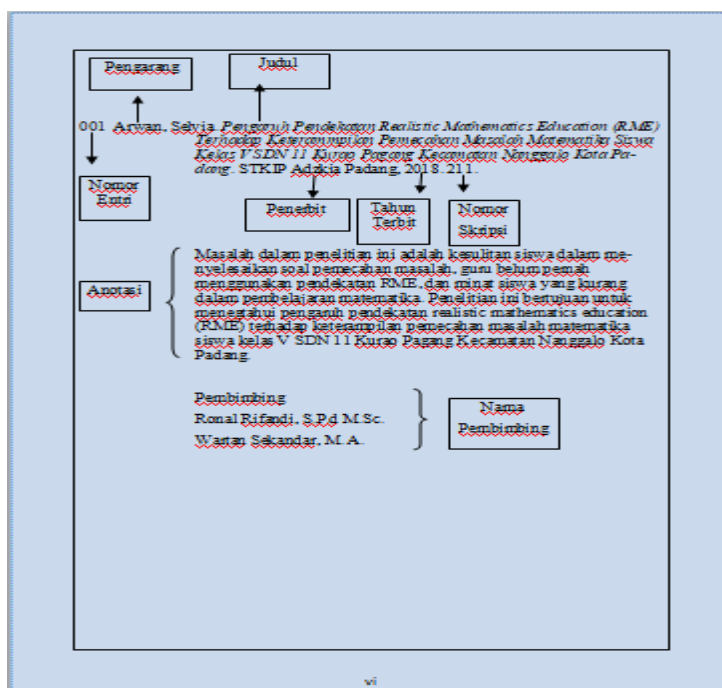 Pengarang
Judul
001 Arwan, Selvia. Pengaruh Pendekatan Realistic Mathematics Education (RME)
Terhadap Keterammpilan Pemecahan Masalah Matematika Siswa
Kelas V SDN 11 Kurao Pagang Kecamatan Nanggalo Kota Pa-
dang. STKIP Adzkia Padang, 2018. 211.
Nomor
Entri
Penerbit
Tahun
Terbit
Nomor
Skripsi
Anotasi
Masalah dalam penelitian ini adalah kesulitan siswa dalam me-
nyelesaikan soal pemecahan masalah, guru belum pernah
menggunakan pendekatan RME, dan minat siswa yang kurang
dalam pembelajaran matematika. Penelitian ini bertujuan untuk
menegtahui pengaruh pendekatan realistic mathematics education
(RME) terhadap keterampilan pemecahan masalah matematika
siswa kelas V SDN 11 Kurao Pagang Kecamatan Nanggalo Kota
Padang.
Pembimbing
Ronal Rifandi, S.Pd M.Sc.
Wartan Sekandar, M.A.
Nama
Pembimbing
vi